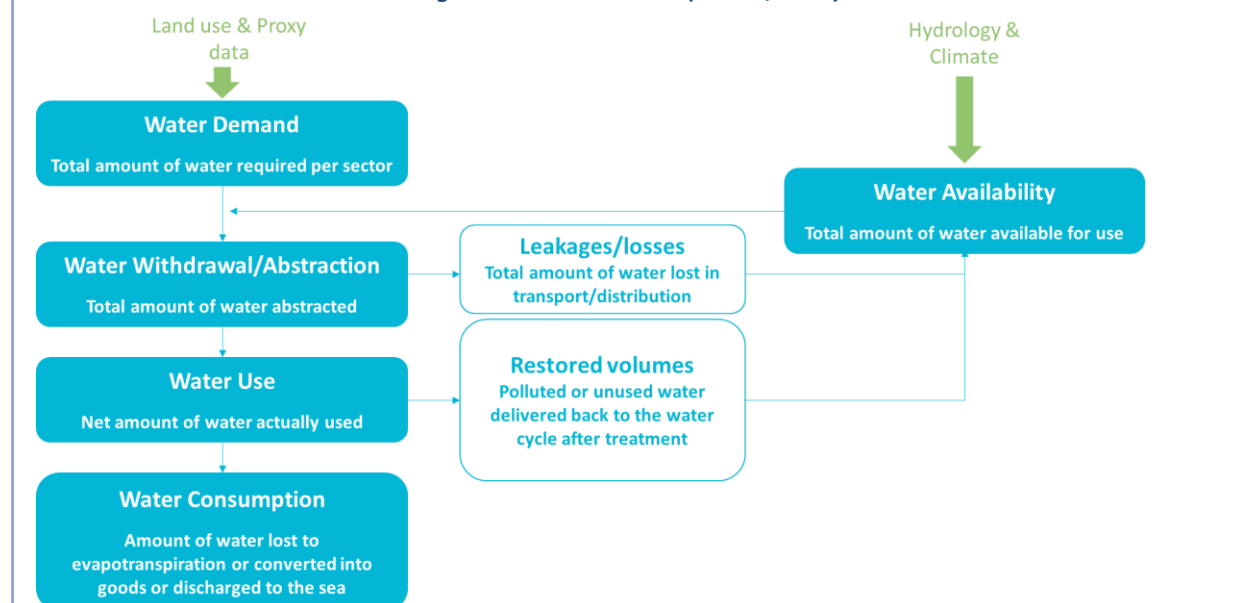 Land use & Proxy
data
Hydrology &
Climate
Water Demand
Total amount of water required per sector
Water Availability
Total amount of water available for use
Water Withdrawal/Abstraction
Total amount of water abstracted
Leakages/losses
Total amount of water lost in
transport/distribution
Water Use
Net amount of water actually used
Restored volumes
Polluted or unused water
delivered back to the water
cycle after treatment
Water Consumption
Amount of water lost to
evapotranspiration or converted into
goods or discharged to the sea